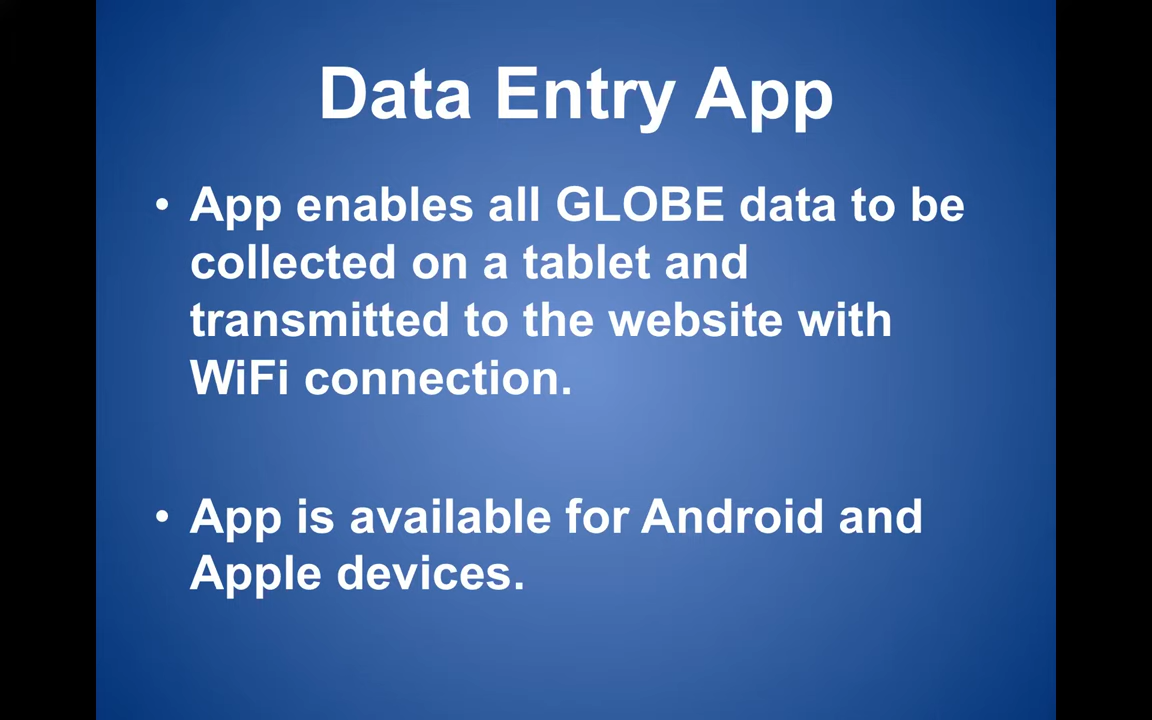 Data Entry App
• App enables all GLOBE data to be
collected on a tablet and
transmitted to the website with
WiFi connection.
• App is available for Android and
Apple devices.